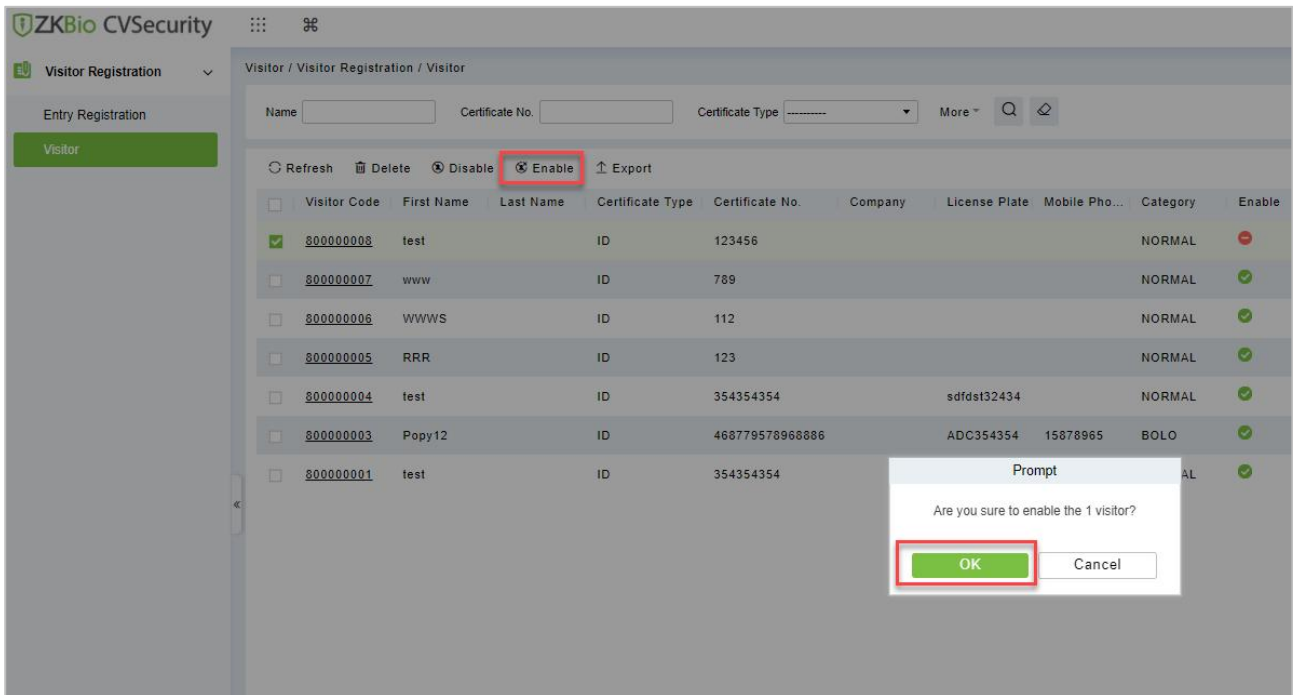 ZKBio CVSecurity
Visitor Registration
Entry Registration
Visitor
Visitor / Visitor Registration / Visitor
Name Certificate No. Certificate Type ---------- More
Refresh Delete Disable Enable Export
Visitor Code First Name Last Name Certificate Type Certificate No. Company License Plate Mobile Pho... Category Enable
800000008 test ID 123456 NORMAL
800000007 www ID 789 NORMAL
800000006 WWWS ID 112 NORMAL
800000005 RRR ID 123 NORMAL
800000004 test ID 354354354 sdfdst32434 NORMAL
800000003 Popy12 ID 468779578968886 ADC354354 15878965 BOLO
800000001 test ID 354354354 AL
Prompt
Are you sure to enable the 1 visitor?
OK Cancel